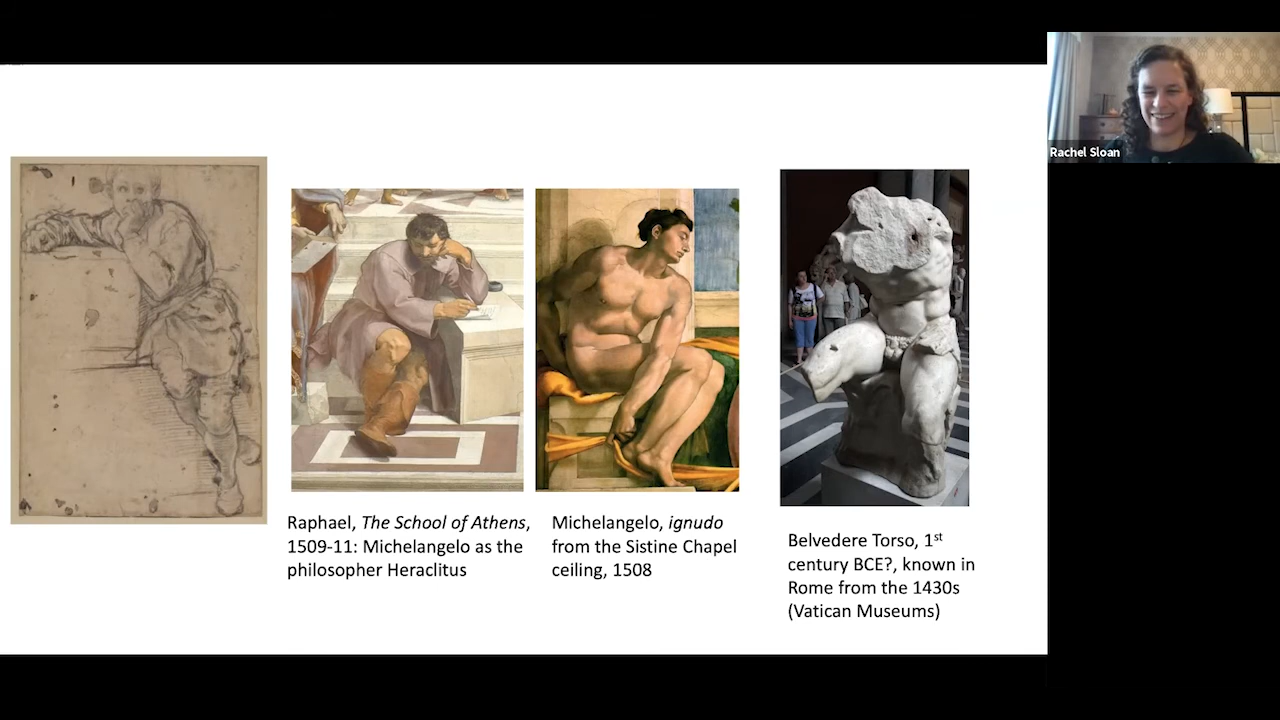 Rachel Sloan
Raphael, The School of Athens,
1509-11: Michelangelo as the
philosopher Heraclitus
Michelangelo, ignudo
from the Sistine Chapel
ceiling, 1508
Belvedere Torso, 1st
century BCE?, known in
Rome from the 1430s
(Vatican Museums)